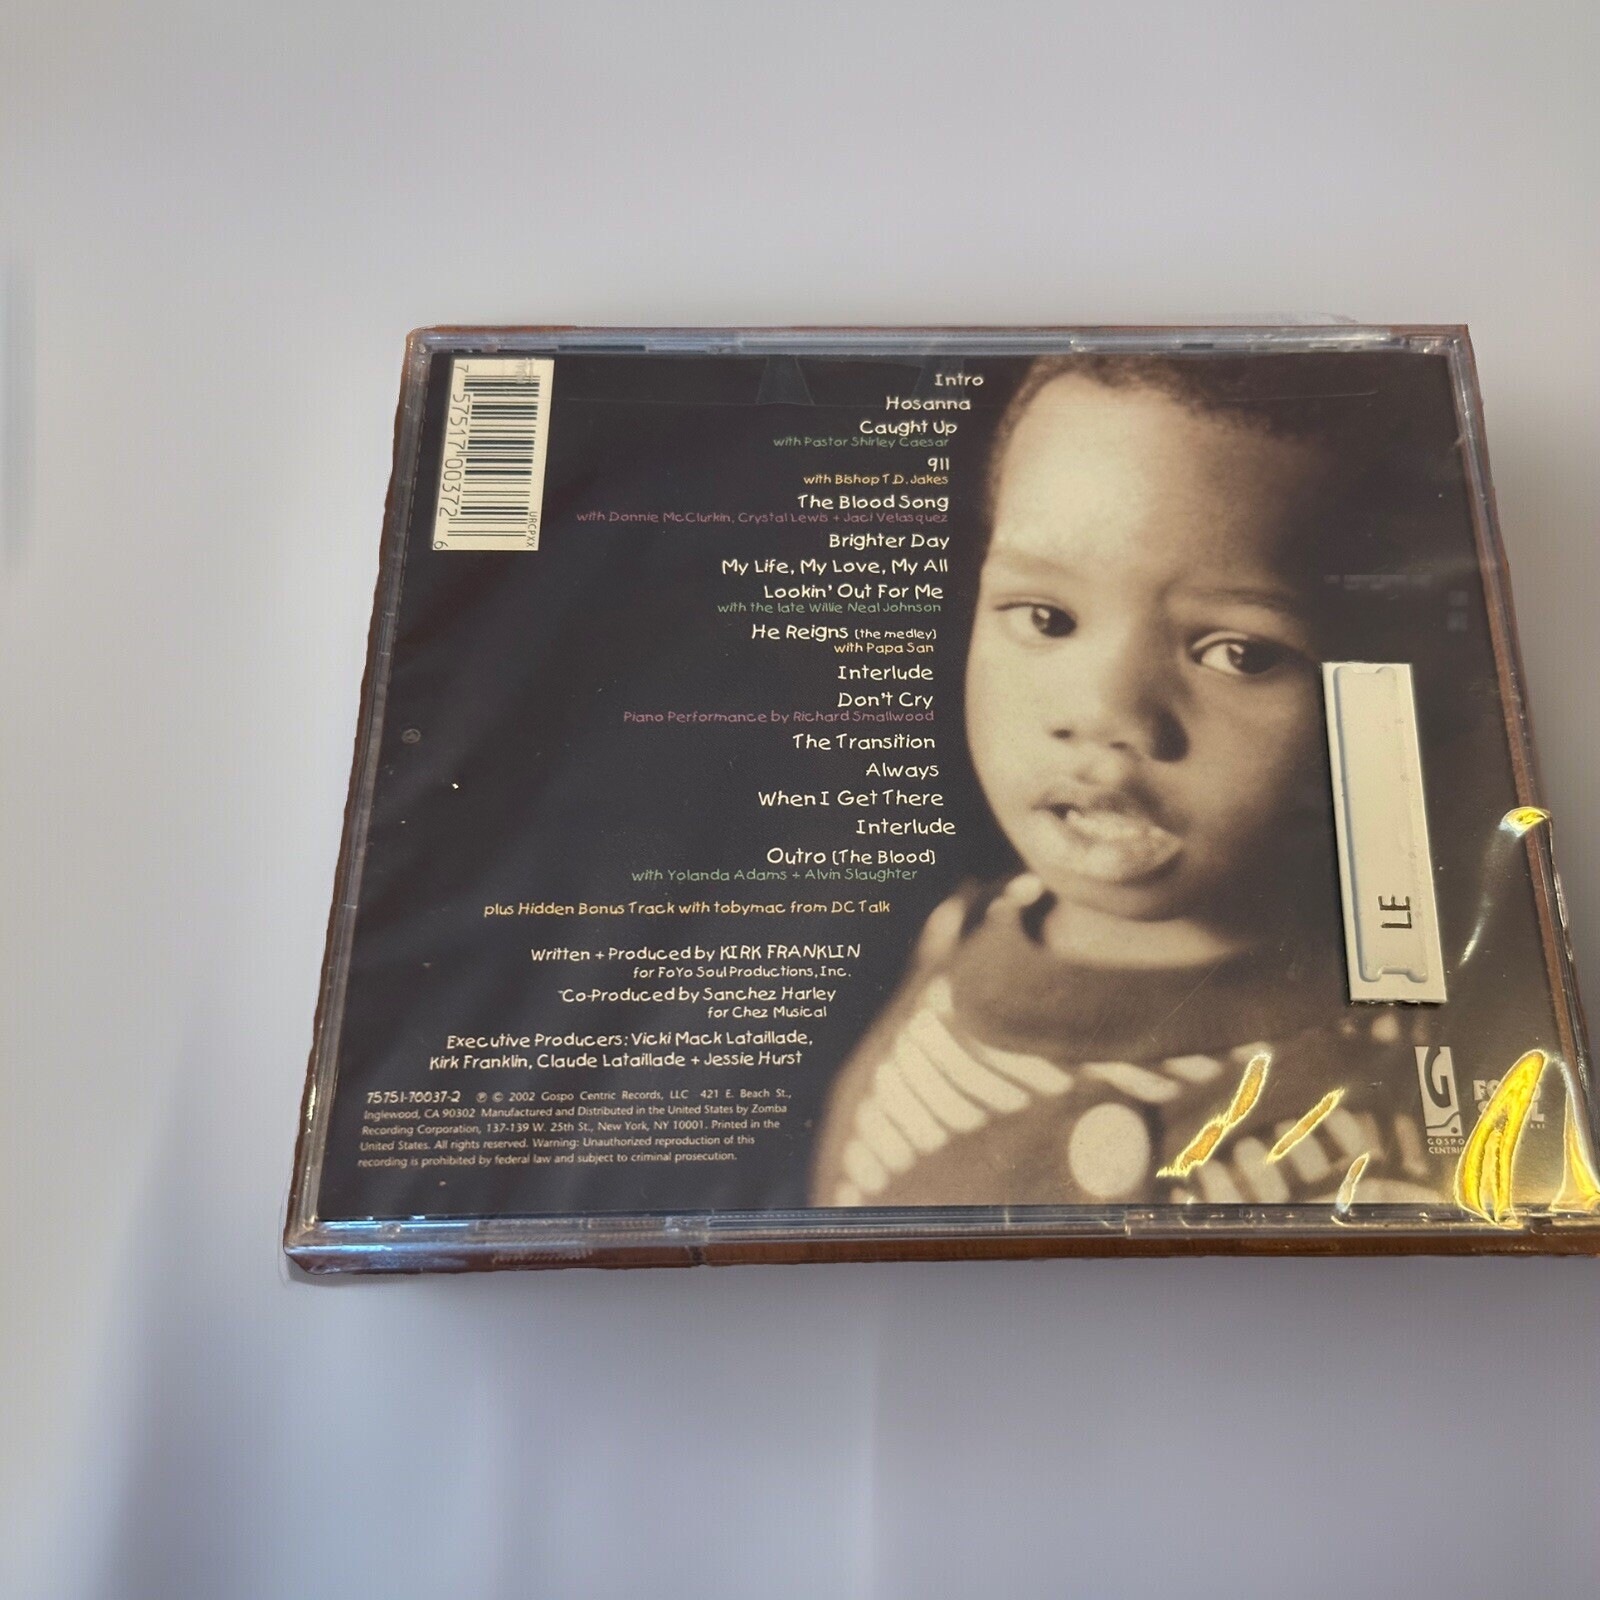 Intro
Hosanna
Caught Up
with Pastor Shirley Caesar
911
with Bishop T.D. Jakes
The Blood Song
with Donnie McClurkin, Crystal Lewis + Jaci Velasquez
Brighter Day
My Life, My Love, My All
Lookin' Out For Me
with the late Willie Neal Johnson
He Reigns (the medley)
with Papa San
Interlude
Don't Cry
Piano Performance by Richard Smallwood
The Transition
Always
When I Get There
Interlude
Outro (The Blood)
with Yolanda Adams + Alvin Slaughter
plus Hidden Bonus Track with tobymac from DC Talk
Written + Produced by KIRK FRANKLIN
for FoYo Soul Productions, Inc.
Co-Produced by Sanchez Harley
for Chez Musical
Executive Producers: Vicki Mack Lataillade,
Kirk Franklin, Claude Lataillade + Jessie Hurst
75751-70037-2 ℗ © 2002 Gospo Centric Records, LLC 421 E. Beach St.,
Inglewood, CA 90302 Manufactured and Distributed in the United States by Zomba
Recording Corporation, 137-139 W. 25th St., New York, NY 10001. Printed in the
United States. All rights reserved. Warning: Unauthorized reproduction of this
recording is prohibited by federal law and subject to criminal prosecution.
7 57517 00372 6
URCPXX
LE
G
GOSPO
CENTRIC